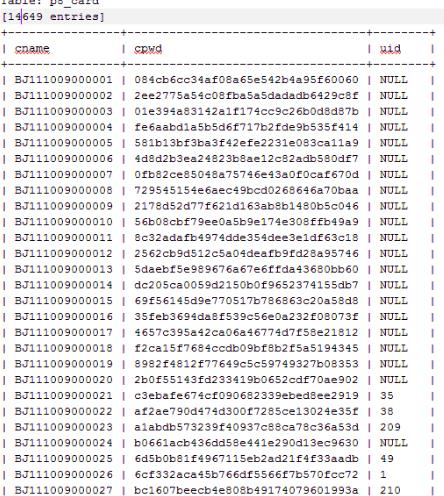 Table: ps_card
[14649 entries]
+----------------+----------------------------------+-------+
| cname | cpwd | uid |
+----------------+----------------------------------+-------+
| BJ111009000001 | 084cb6cc34af08a65e542b4a95f60060 | NULL |
| BJ111009000002 | 2ee2775a54c08fba5a5dadadb6429c8f | NULL |
| BJ111009000003 | 01e394a83142a1f174cc9c26b0d8d87b | NULL |
| BJ111009000004 | fe6aabd1a5b5d6f717b2fde9b535f414 | NULL |
| BJ111009000005 | 581b13bf3ba3f42efe2231e083ca11a9 | NULL |
| BJ111009000006 | 4d8d2b3ea24823b8ae12c82adb580df7 | NULL |
| BJ111009000007 | 0fb82ce85048a75746e43a0f0caf670d | NULL |
| BJ111009000008 | 729545154e6aec49bcd0268646a70baa | NULL |
| BJ111009000009 | 2178d52d77f621d163ab8b1480b5c046 | NULL |
| BJ111009000010 | 56b08cbf79ee0a5b9e174e308ffb49a9 | NULL |
| BJ111009000011 | 8c32adafb4974dde354dee3e1df63c18 | NULL |
| BJ111009000012 | 2562cb9d512c5a04deafb9fd28a95746 | NULL |
| BJ111009000013 | 5daebf5e989676a67e6ffda43680bb60 | NULL |
| BJ111009000014 | dc205ca0059d2150b0f9652374155db7 | NULL |
| BJ111009000015 | 69f56145d9e770517b786863c20a58d8 | NULL |
| BJ111009000016 | 35feb3694da8f539c56e0a232f08073f | NULL |
| BJ111009000017 | 4657c395a42ca06a46774d7f58e21812 | NULL |
| BJ111009000018 | f2ca15f7684ccdb09bf8b2f5a5194345 | NULL |
| BJ111009000019 | 8982f4812f77649c5c59749327b08353 | NULL |
| BJ111009000020 | 2b0f55143fd233419b0652cdf70ae902 | NULL |
| BJ111009000021 | c3ebafe674cf090682339ebed8ee2919 | 35 |
| BJ111009000022 | af2ae790d474d300f7285ce13024e35f | 38 |
| BJ111009000023 | a1abdb573239f40937c88ca78c36a53d | 209 |
| BJ111009000024 | b0661acb436dd58e441e290d13ec9630 | NULL |
| BJ111009000025 | 6d5b0b81f4967115eb2ad21f4f33aadb | 49 |
| BJ111009000026 | 6cf332aca45b766df5566f7b570fcc72 | 1 |
| BJ111009000027 | bc1607beecb4e808b49174079601993a | 210 |